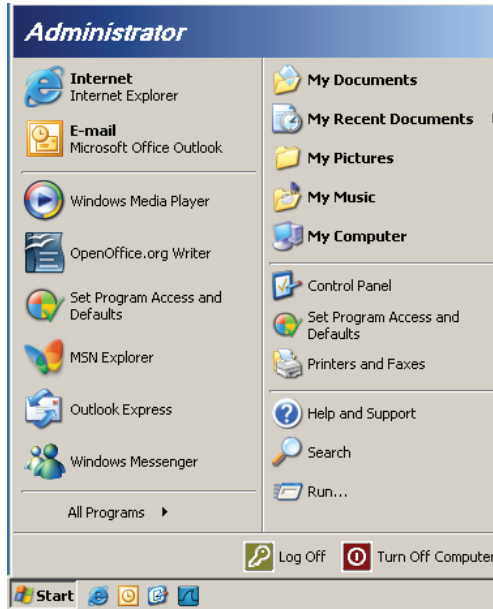 Administrator
Internet
Internet Explorer
E-mail
Microsoft Office Outlook
Windows Media Player
OpenOffice.org Writer
Set Program Access and
Defaults
MSN Explorer
Outlook Express
Windows Messenger
All Programs
My Documents
My Recent Documents
My Pictures
My Music
My Computer
Control Panel
Set Program Access and
Defaults
Printers and Faxes
Help and Support
Search
Run...
Log Off
Turn Off Computer
Start